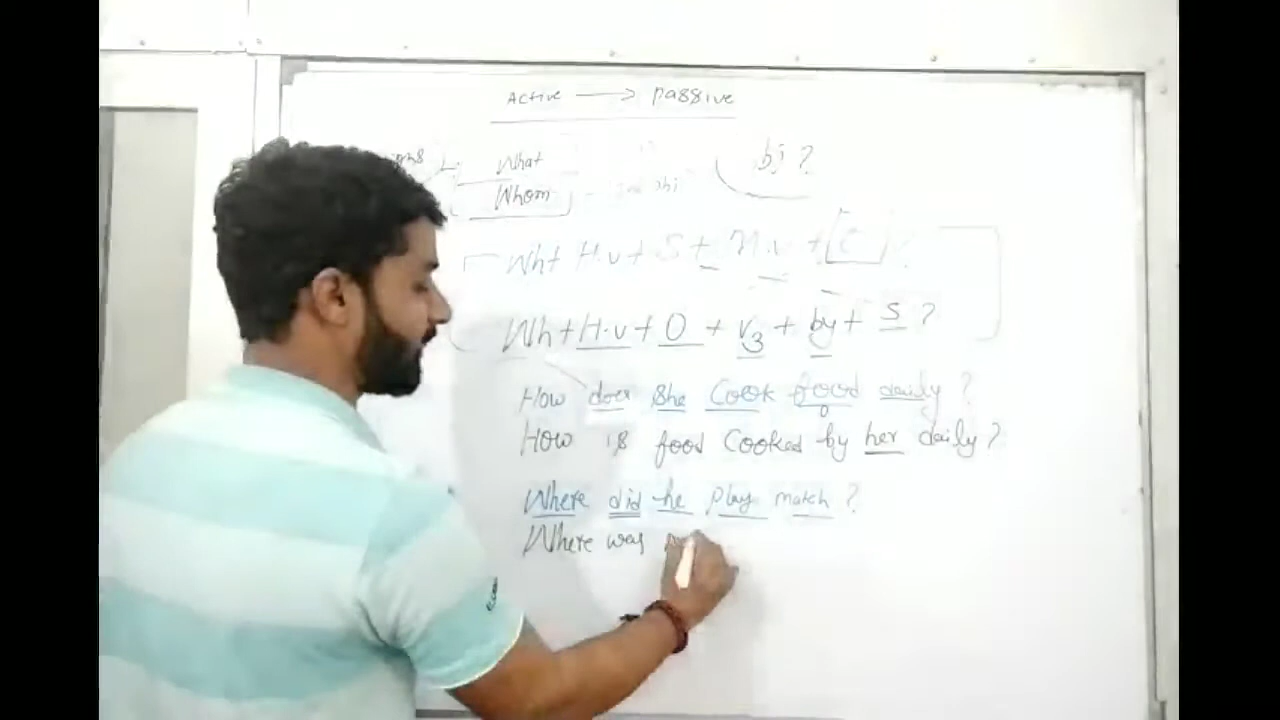 Active → passive
What
bj ?
Whom
Wh+ H.v + S + M.v +
Wh + H.v + O + V3 + by + S ?
How does she Cook food daily ?
O
How is food Cooked by her daily ?
Where did he play match ?
Where was